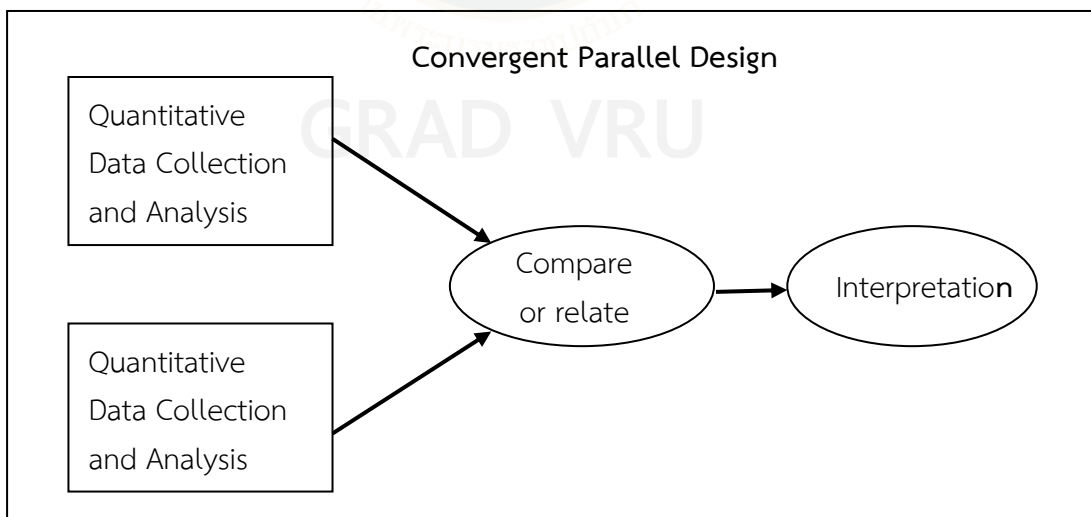 Convergent Parallel Design
GRAD VRU
Quantitative
Data Collection
and Analysis
Compare
or relate
Interpretation
Quantitative
Data Collection
and Analysis